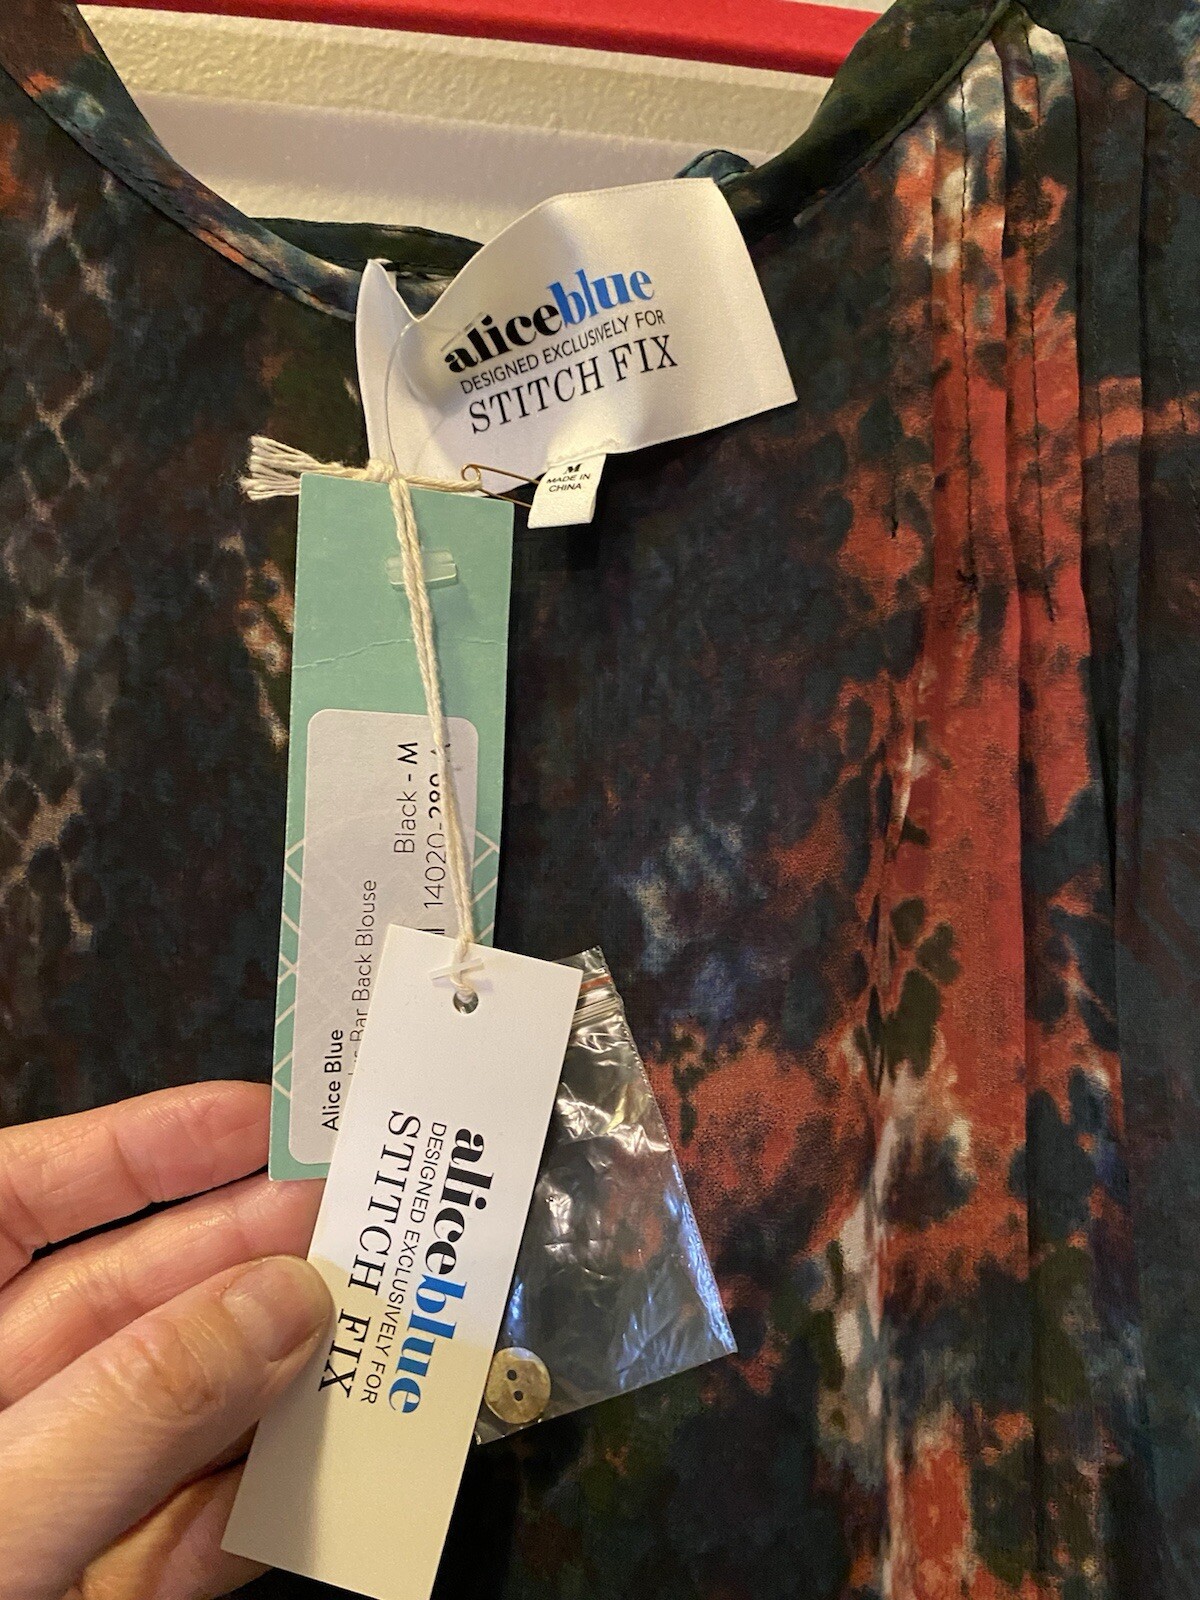 aliceblue
DESIGNED EXCLUSIVELY FOR
STITCH FIX
M
MADE IN
CHINA
Alice Blue
Bar Back Blouse
Black - M
14020-
aliceblue
DESIGNED EXCLUSIVELY FOR
STITCH FIX